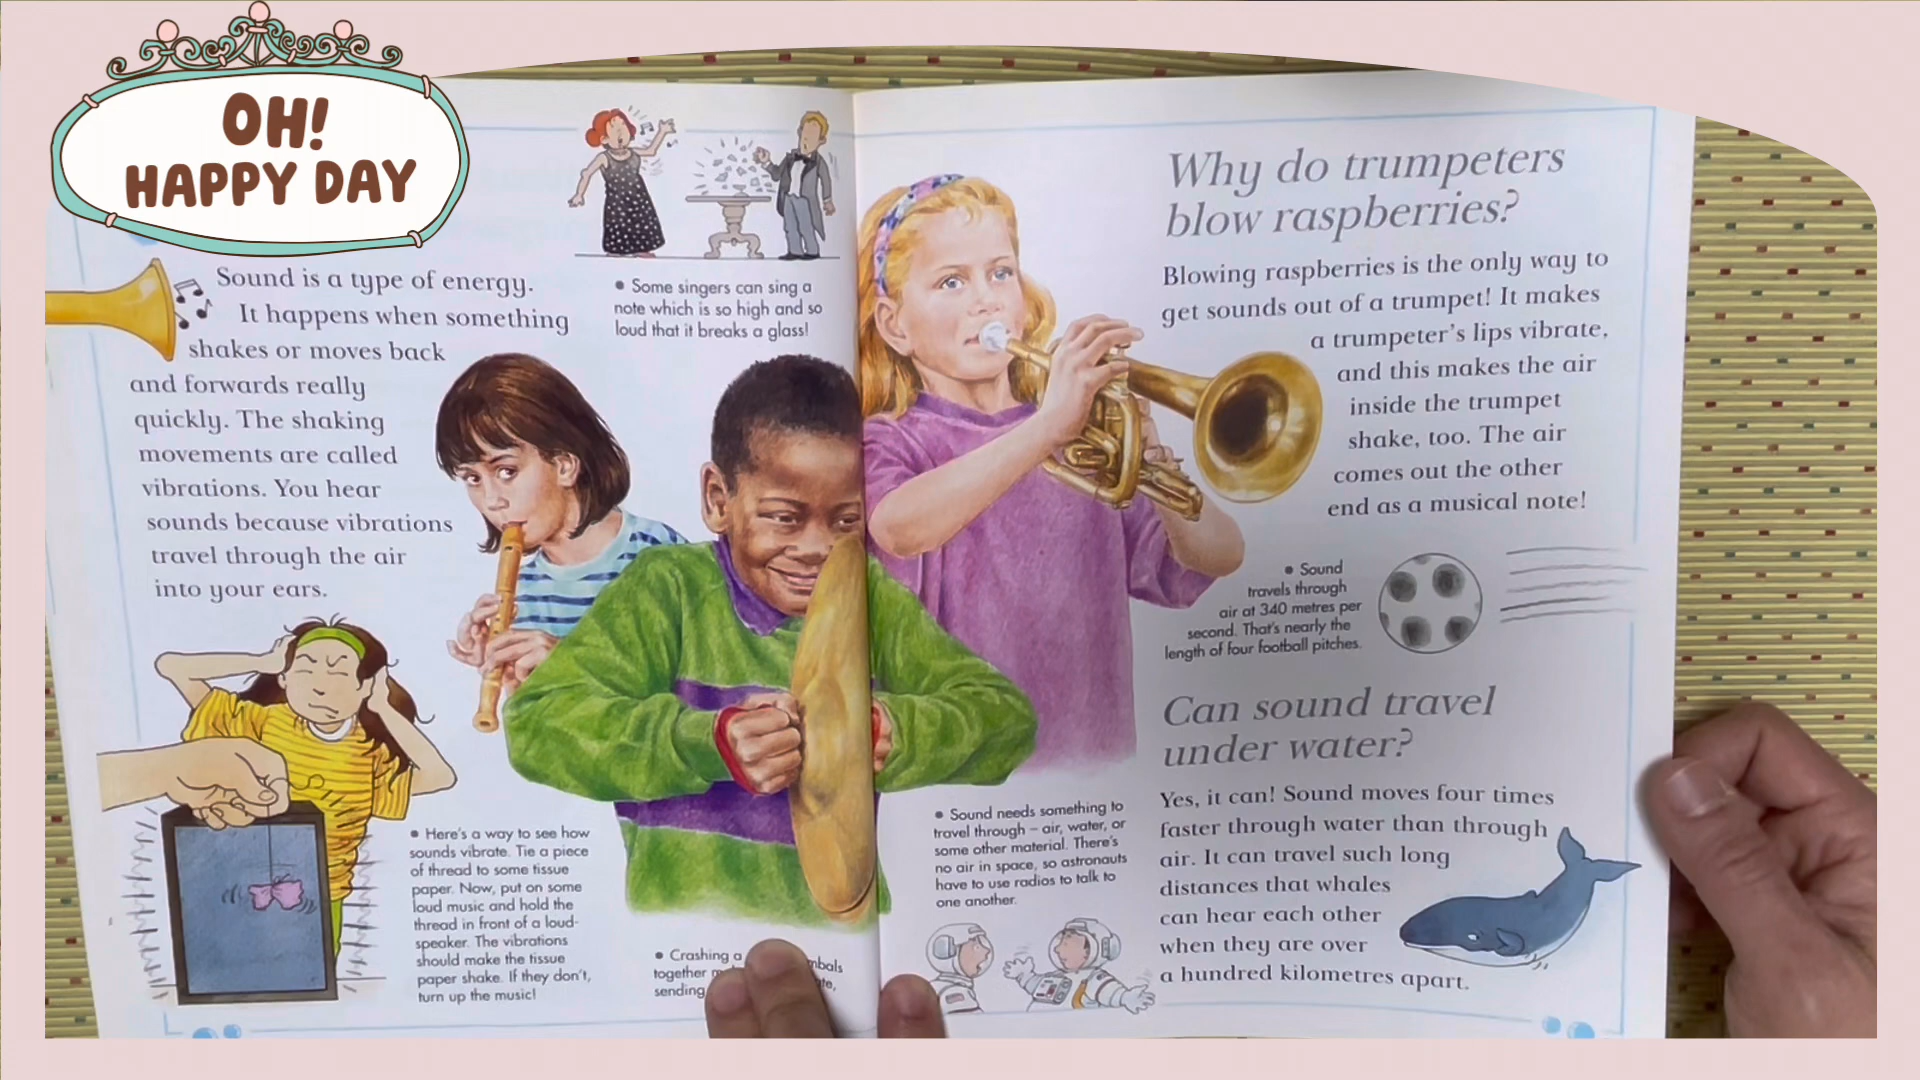 OH!
HAPPY DAY
Sound is a type of energy.
It happens when something
shakes or moves back
and forwards really
quickly. The shaking
movements are called
vibrations. You hear
sounds because vibrations
travel through the air
into your ears.
• Some singers can sing a
note which is so high and so
loud that it breaks a glass!
• Here's a way to see how
sounds vibrate. Tie a piece
of thread to some tissue
paper. Now, put on some
loud music and hold the
thread in front of a loud-
speaker. The vibrations
should make the tissue
paper shake. If they don't,
turn up the music!
• Crashing a
together
sending
Why do trumpeters
blow raspberries?
Blowing raspberries is the only way to
get sounds out of a trumpet! It makes
a trumpeter's lips vibrate,
and this makes the air
inside the trumpet
shake, too. The air
comes out the other
end as a musical note!
• Sound
travels through
air at 340 metres per
second. That's nearly the
length of four football pitches.
• Sound needs something to
travel through – air, water, or
some other material. There's
no air in space, so astronauts
have to use radios to talk to
one another.
Can sound travel
under water?
Yes, it can! Sound moves four times
faster through water than through
air. It can travel such long
distances that whales
can hear each other
when they are over
a hundred kilometres apart.